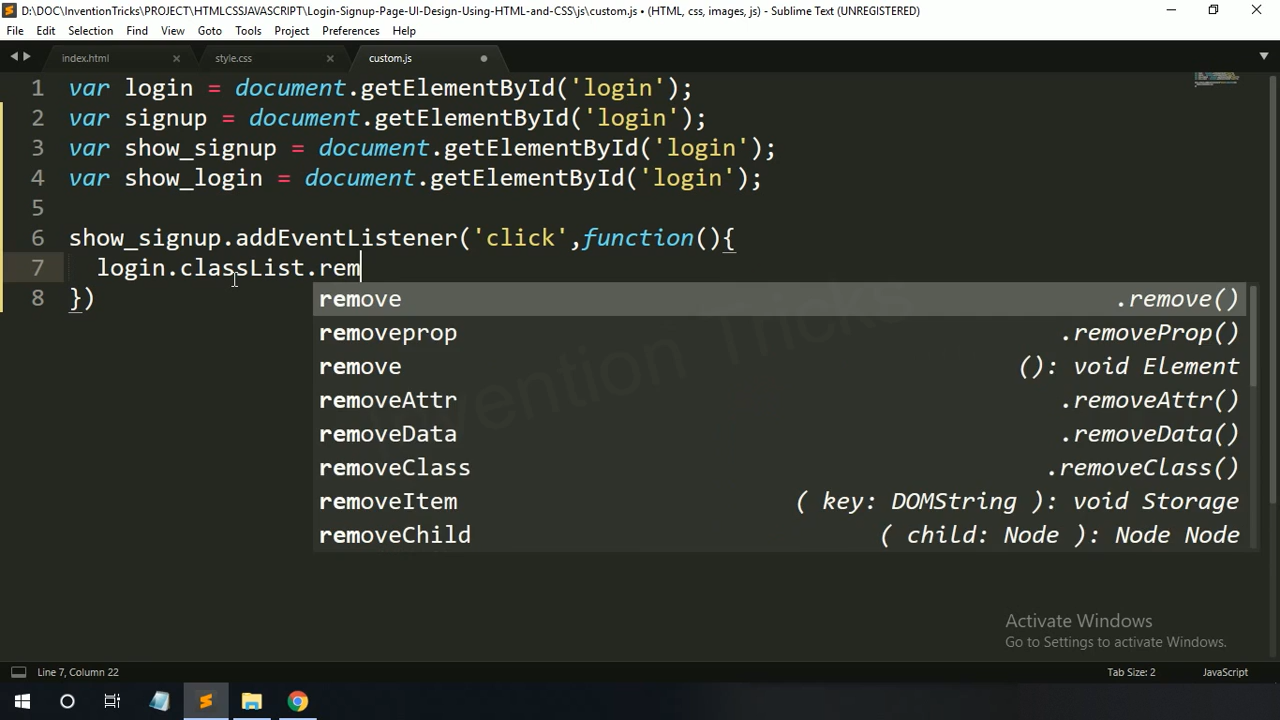 D:\DOC\InventionTricks\PROJECT\HTMLCSSJAVASCRIPT\Login-Signup-Page-UI-Design-Using-HTML-and-CSS\js\custom.js • (HTML, css, images, js) - Sublime Text (UNREGISTERED)
File Edit Selection Find View Goto Tools Project Preferences Help
index.html style.css custom.js
1 var login = document.getElementById('login');
2 var signup = document.getElementById('login');
3 var show_signup = document.getElementById('login');
4 var show_login = document.getElementById('login');
5
6 show_signup.addEventListener('click',function(){
7 login.classList.rem
8 })
remove .remove()
removeprop .removeProp()
remove (): void Element
removeAttr .removeAttr()
removeData .removeData()
removeClass .removeClass()
removeItem ( key: DOMString ): void Storage
removeChild ( child: Node ): Node Node
vention Tricks
Activate Windows
Go to Settings to activate Windows.
Line 7, Column 22 Tab Size: 2 JavaScript